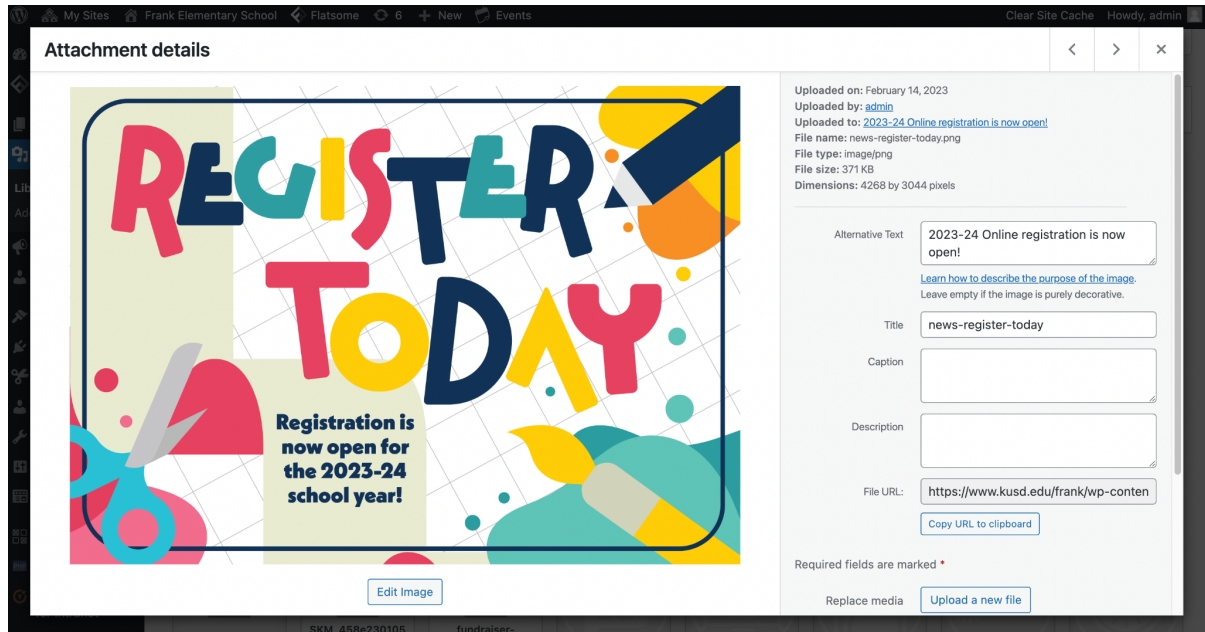 My Sites Frank Elementary School Flatsome 6 New Events Clear Site Cache Howdy, admin
Attachment details
REGISTER
TODAY
Registration is
now open for
the 2023-24
school year!
Edit Image
Uploaded on: February 14, 2023
Uploaded by: admin
Uploaded to: 2023-24 Online registration is now open!
File name: news-register-today.png
File type: image/png
File size: 371 KB
Dimensions: 4268 by 3044 pixels
Alternative Text 2023-24 Online registration is now
open!
Learn how to describe the purpose of the image.
Leave empty if the image is purely decorative.
Title news-register-today
Caption
Description
File URL: https://www.kusd.edu/frank/wp-conten
Copy URL to clipboard
Required fields are marked *
Replace media Upload a new file
Lib
Ad
SKM_458e230105 fundraiser-